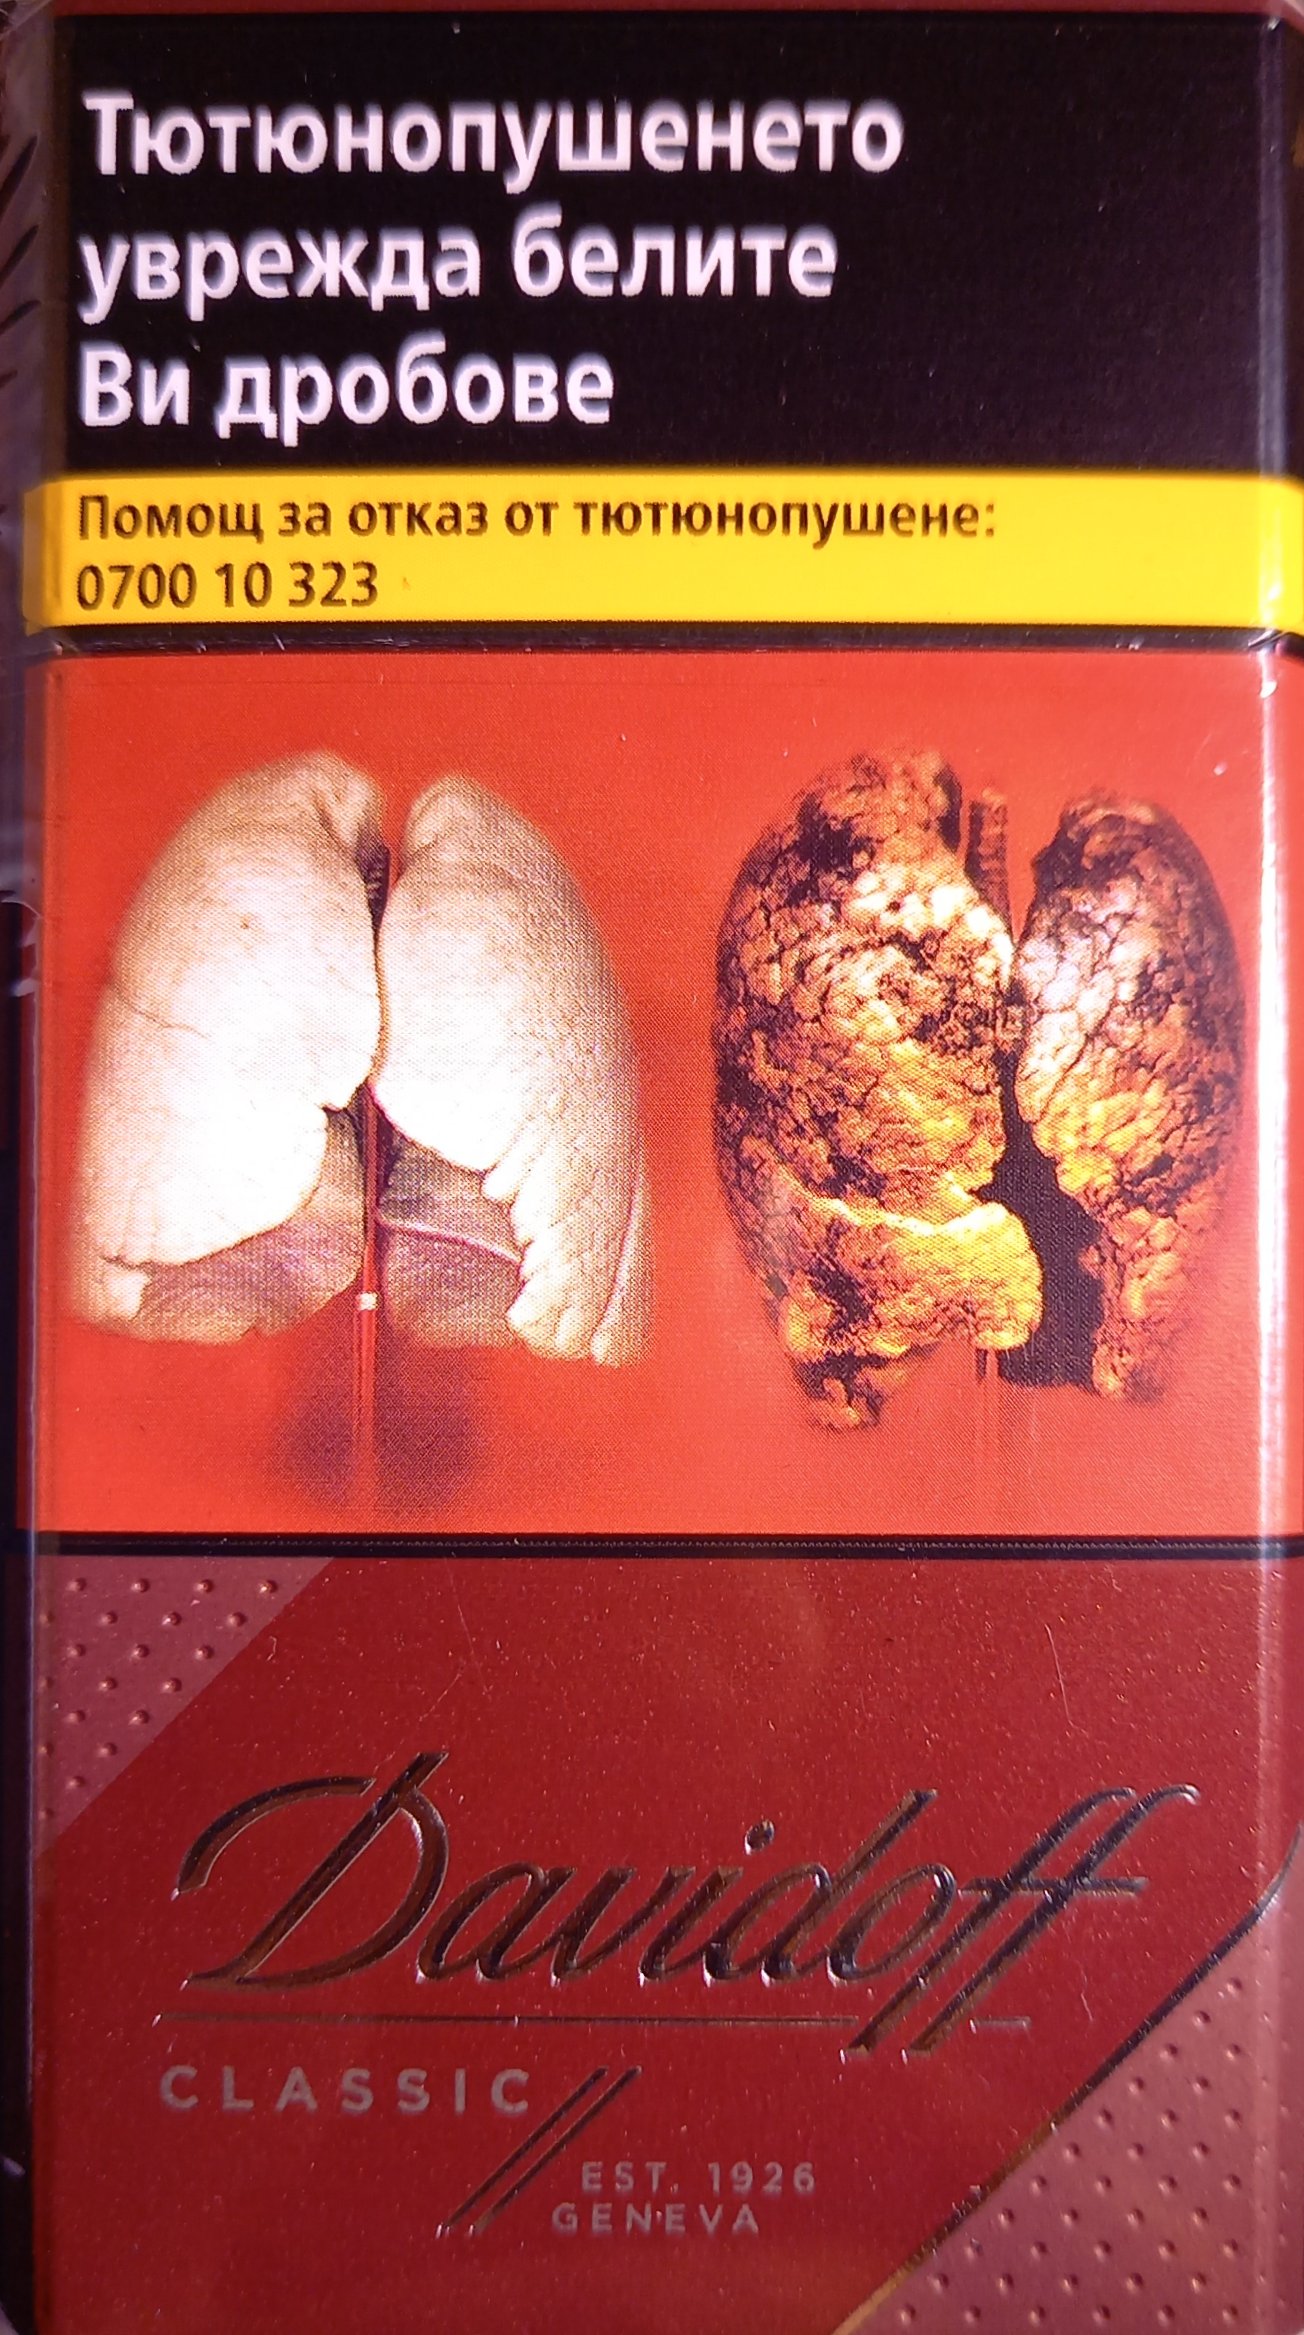 Тютюнопушенето
уврежда белите
Ви дробове
Помощ за отказ от тютюнопушене:
0700 10 323
Davidoff
CLASSIC
EST. 1926
GENEVA